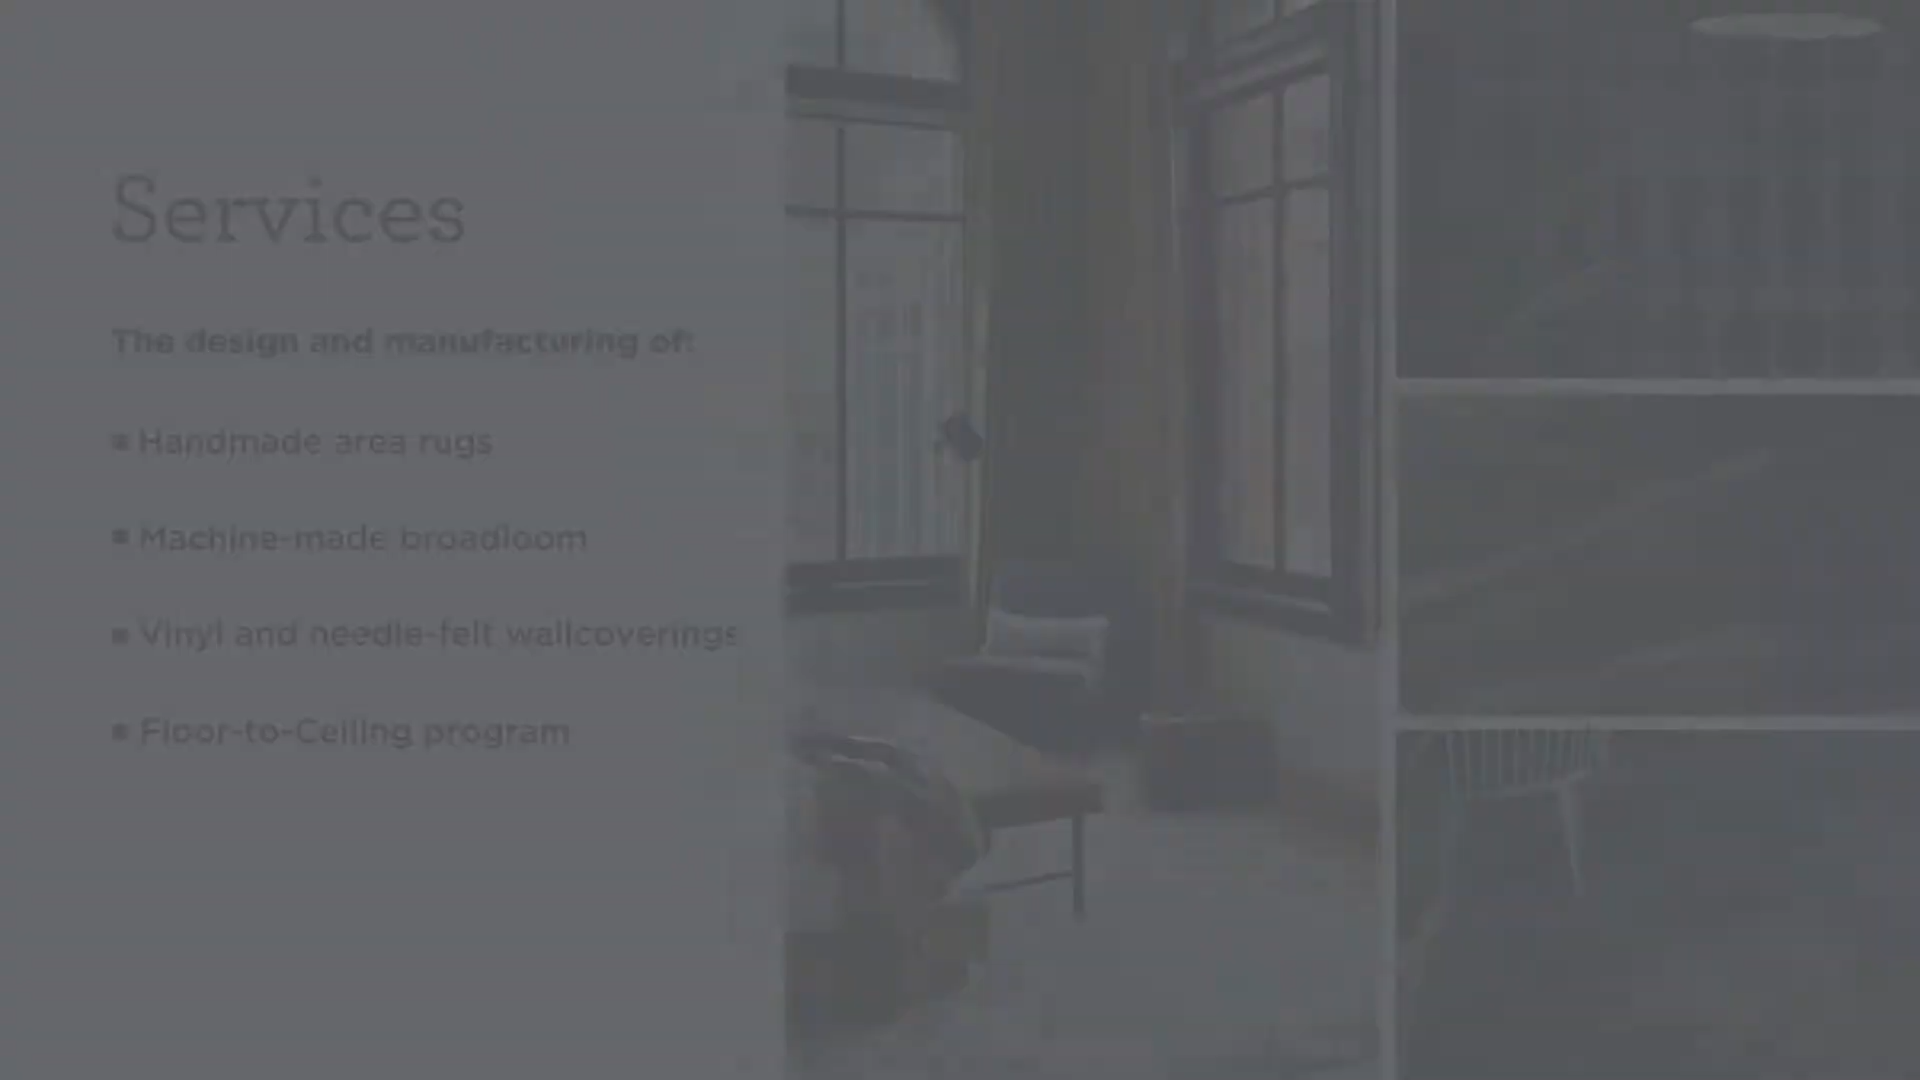 Services
The design and manufacturing of:
▪ Handmade area rugs
▪ Machine-made broadloom
▪ Vinyl and needle-felt wallcoverings
▪ Floor-to-Ceiling program